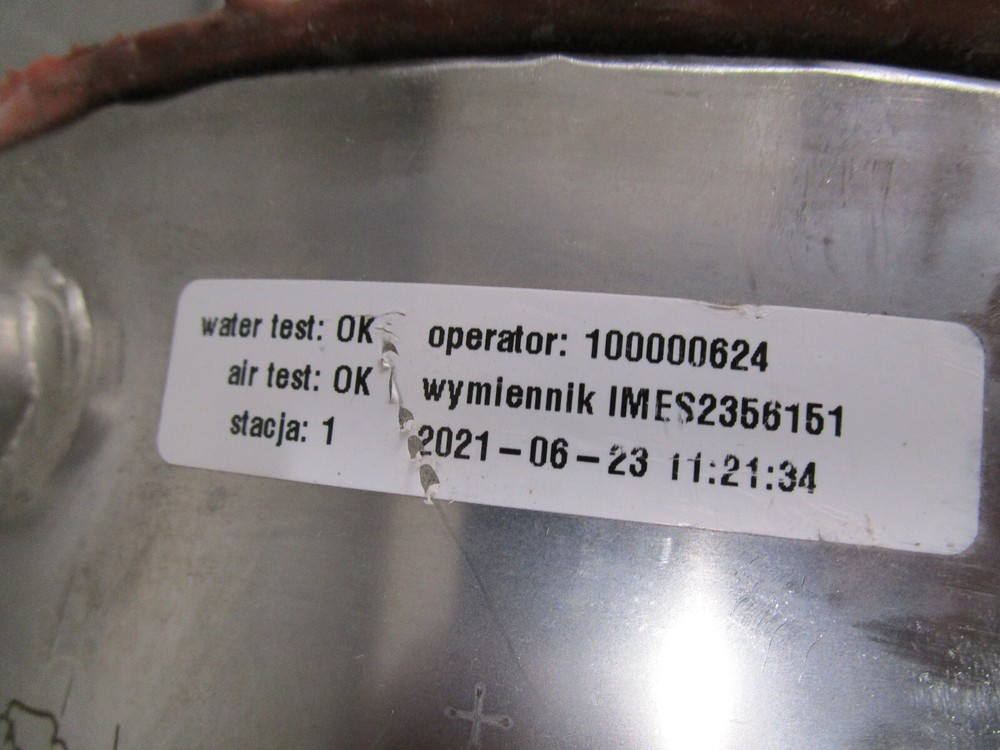 water test: OK operator: 100000624
air test: OK wymiennik IMES2356151
stacja: 1 2021-06-23 11:21:34